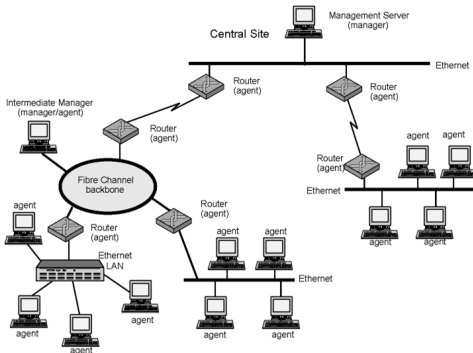 Management Server
(manager)
Central Site
Ethernet
Router
(agent)
Router
(agent)
Intermediate Manager
(manager/agent)
Router
(agent)
agent
agent
Router
(agent)
Fibre Channel
backbone
Ethernet
agent
Router
(agent)
Router
(agent)
agent
agent
Ethernet
LAN
agent
agent
Ethernet
agent
agent
agent
agent
agent